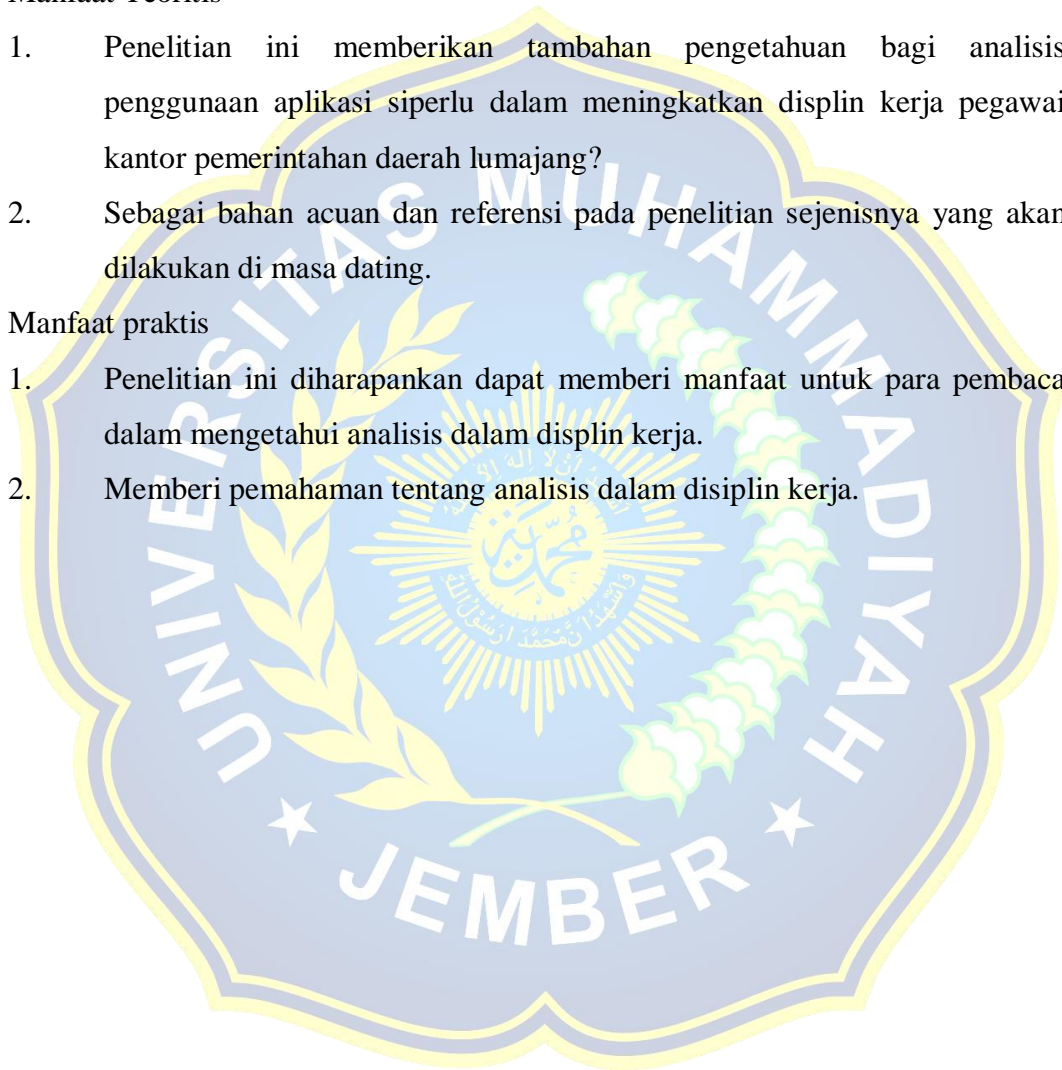 Manfaat Teoritis
1. Penelitian ini memberikan tambahan pengetahuan bagi analisis
penggunaan aplikasi siperlu dalam meningkatkan displin kerja pegawai
kantor pemerintahan daerah lumajang?
2. Sebagai bahan acuan dan referensi pada penelitian sejenisnya yang akan
dilakukan di masa dating.
Manfaat praktis
1. Penelitian ini diharapankan dapat memberi manfaat untuk para pembaca
dalam mengetahui analisis dalam displin kerja.
2. Memberi pemahaman tentang analisis dalam disiplin kerja.
UNIVERSITAS MUHAMMADIYAH
JEMBER